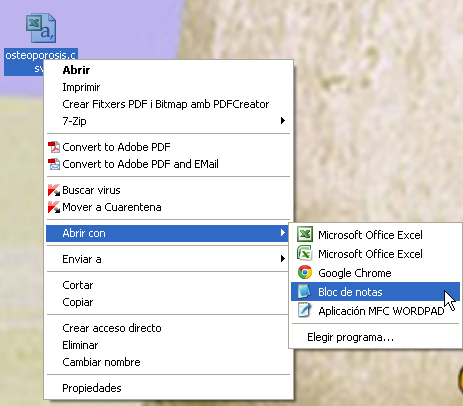 osteoporosis.c
sv
Abrir
Imprimir
Crear Fitxers PDF i Bitmap amb PDFCreator
7-Zip
Convert to Adobe PDF
Convert to Adobe PDF and EMail
Buscar virus
Mover a Cuarentena
Abrir con
Enviar a
Cortar
Copiar
Crear acceso directo
Eliminar
Cambiar nombre
Propiedades
Microsoft Office Excel
Microsoft Office Excel
Google Chrome
Bloc de notas
Aplicación MFC WORDPAD
Elegir programa...